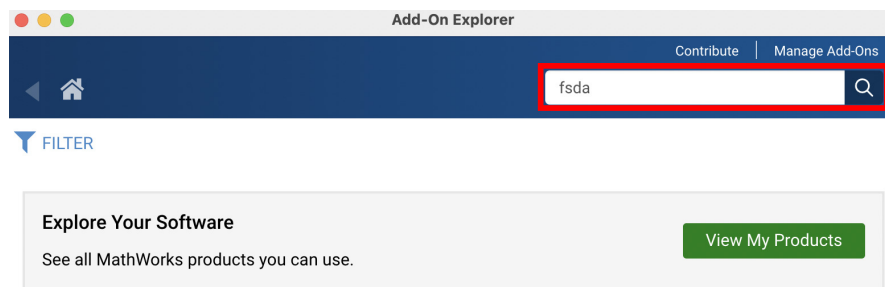 Add-On Explorer
Contribute Manage Add-Ons
fsda
FILTER
Explore Your Software
See all MathWorks products you can use.
View My Products